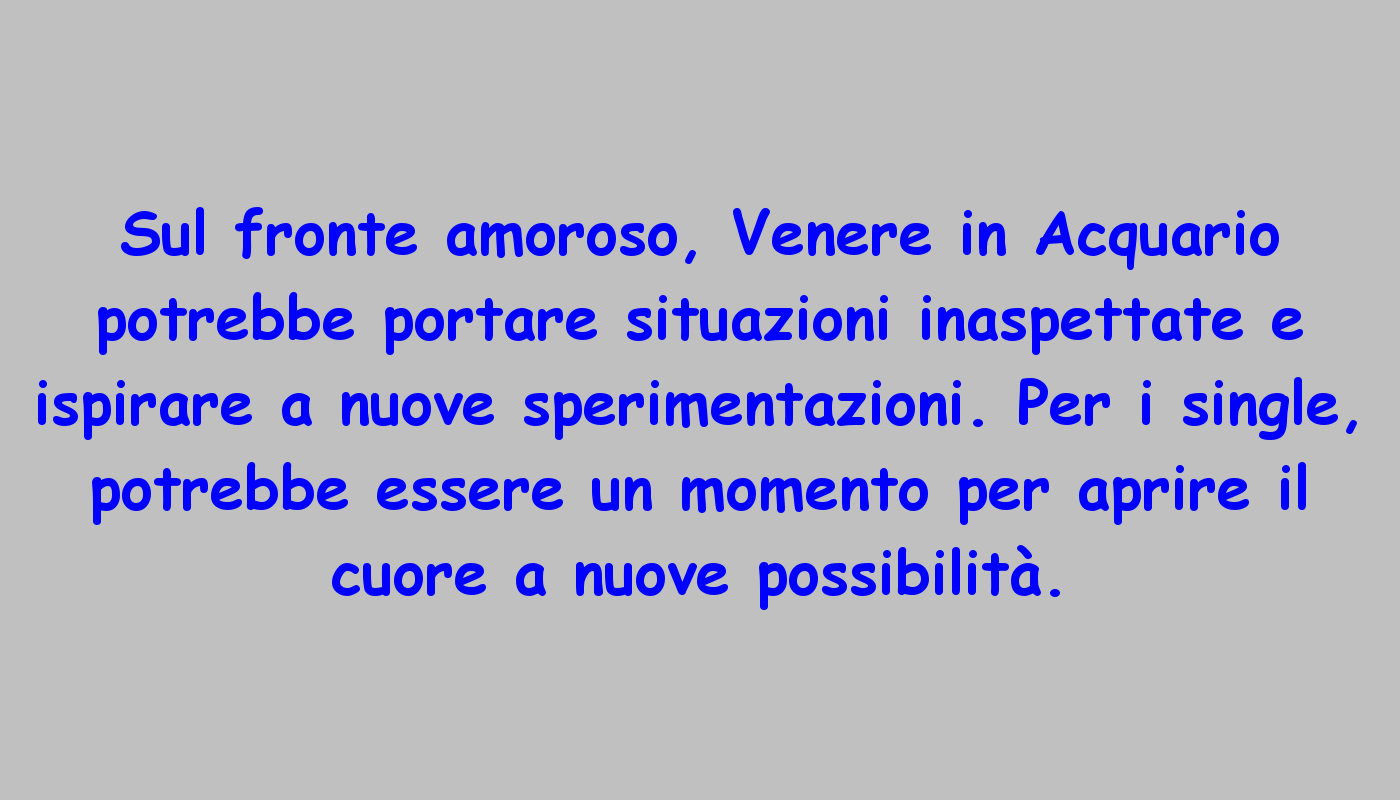 Sul fronte amoroso, Venere in Acquario
potrebbe portare situazioni inaspettate e
ispirare a nuove sperimentazioni. Per i single,
potrebbe essere un momento per aprire il
cuore a nuove possibilità.